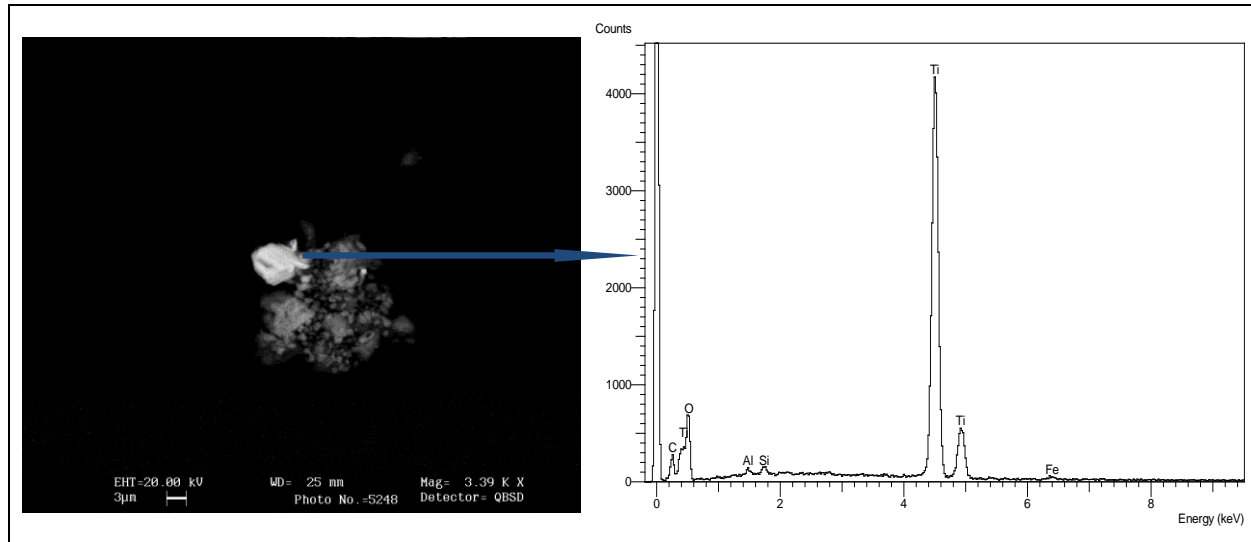 Counts
4000
3000
2000
1000
0
Ti
O
Ti
C
Al
Si
Ti
Fe
0 2 4 6 8
Energy (keV)
EHT=20.00 kV WD= 25 mm Mag= 3.39 K X
3µm Photo No.=5248 Detector= QBSD